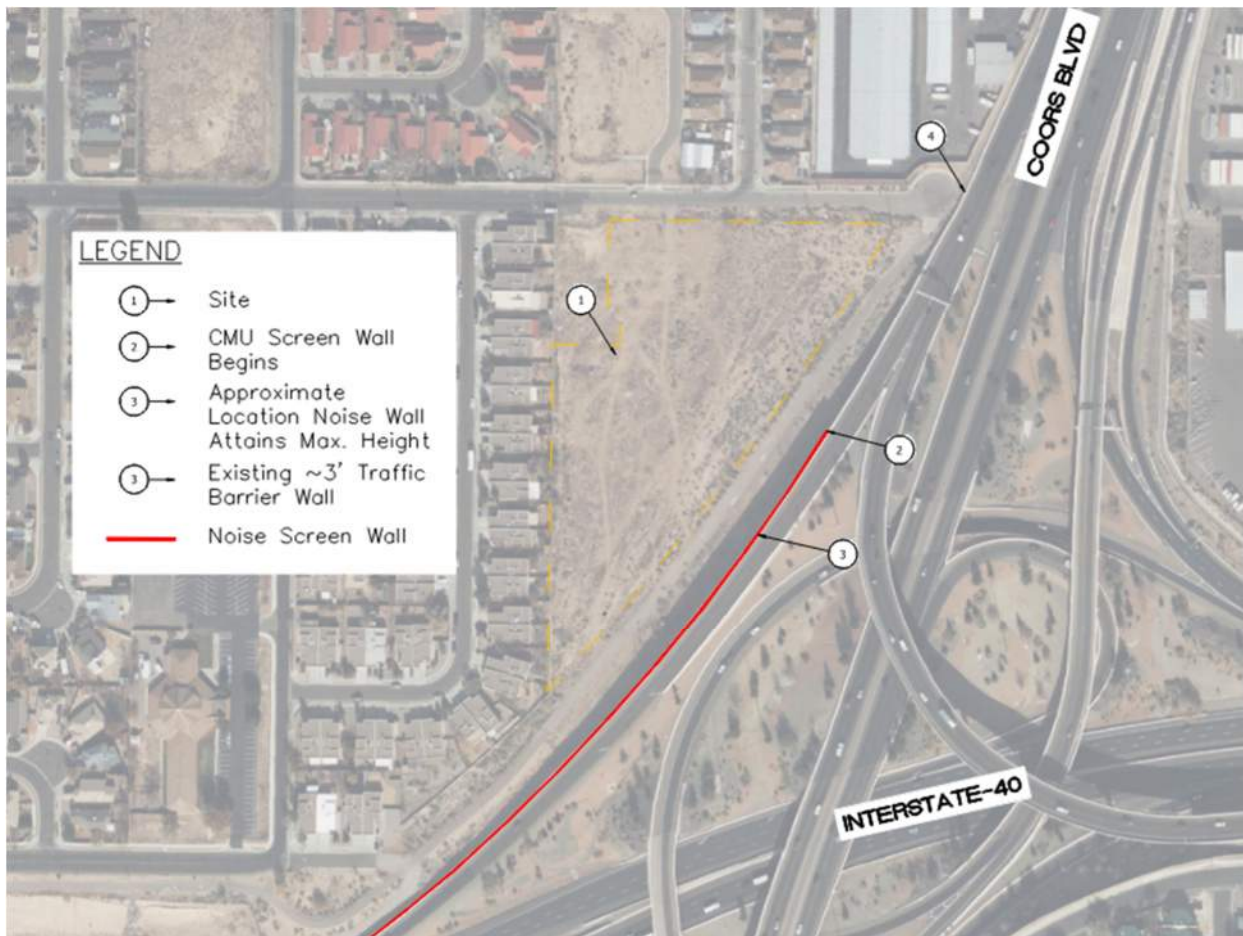 LEGEND
1 Site
2 CMU Screen Wall
Begins
3 Approximate
Location Noise Wall
Attains Max. Height
3 Existing ~3' Traffic
Barrier Wall
Noise Screen Wall
COORS BLVD
4
1
2
3
INTERSTATE-40